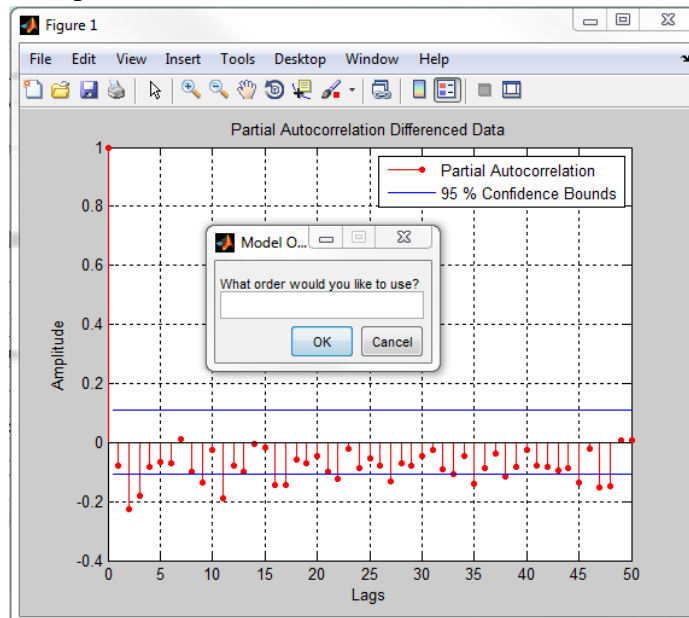 Figure 1
File Edit View Insert Tools Desktop Window Help
Partial Autocorrelation Differenced Data
Partial Autocorrelation
95 % Confidence Bounds
Model O...
What order would you like to use?
OK Cancel
Amplitude
1
0.8
0.6
0.4
0.2
0
-0.2
-0.4
0 5 10 15 20 25 30 35 40 45 50
Lags